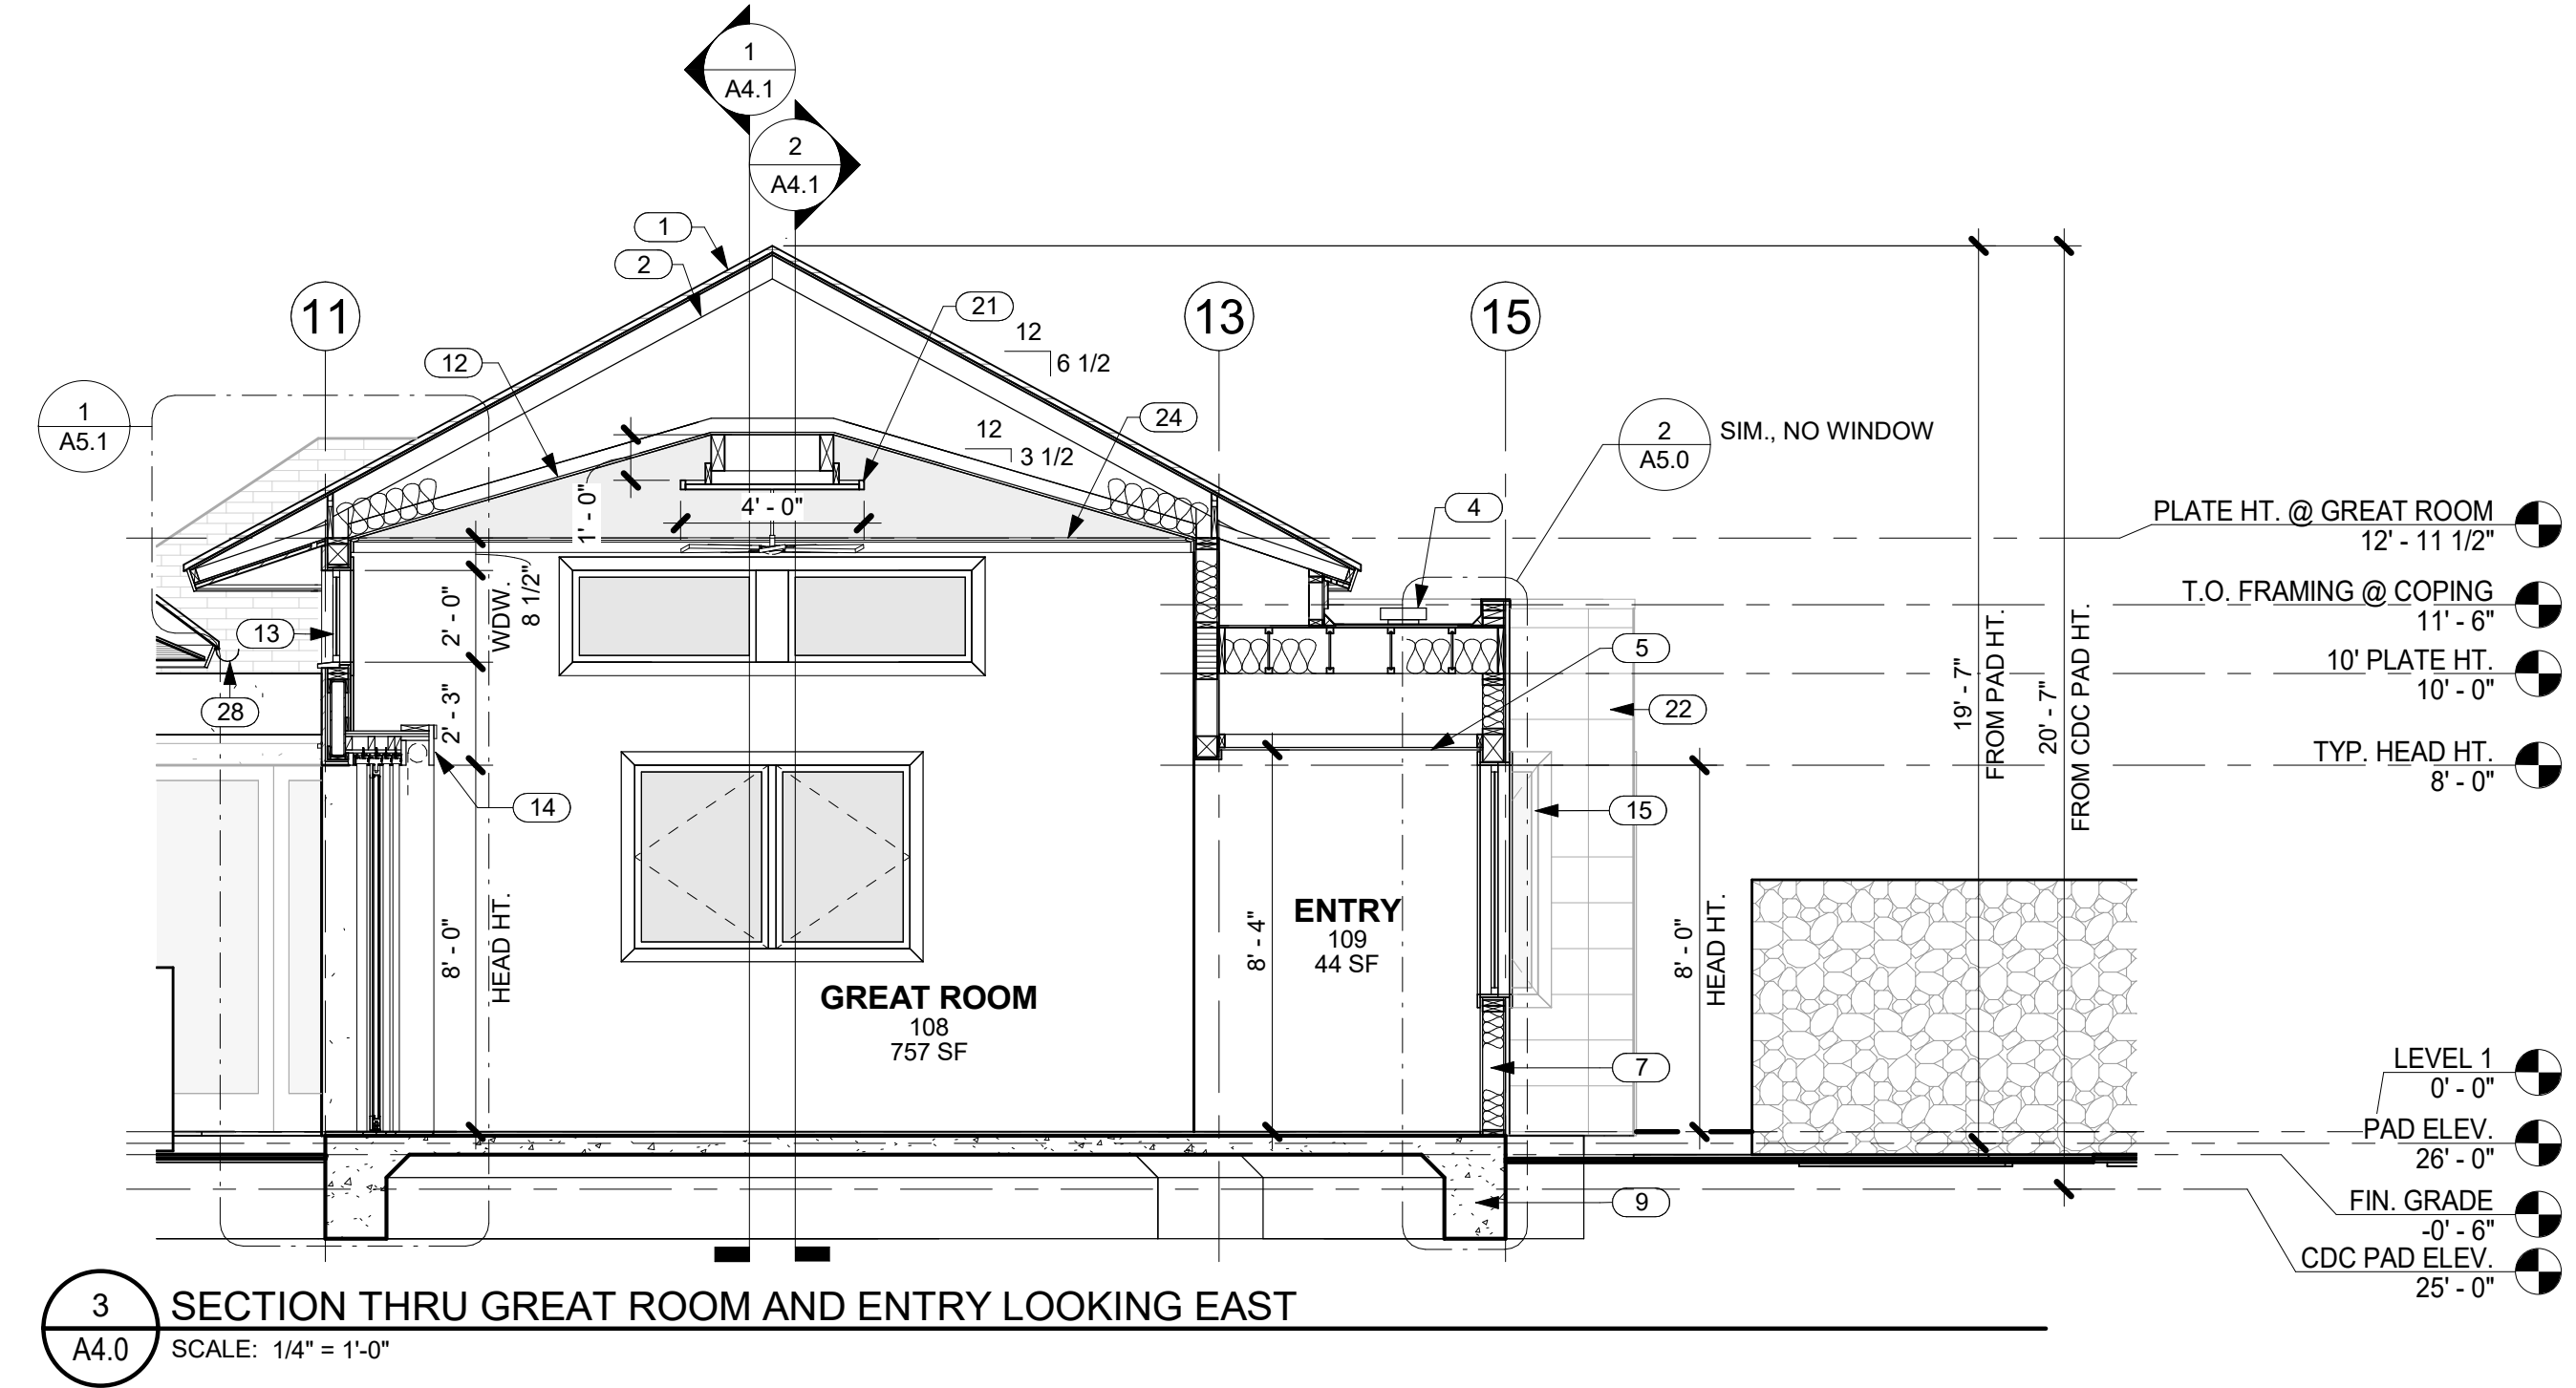 1
A4.1
2
A4.1
1
2
11
21
13
15
12
6 1/2
12
1
A5.1
24
12
3 1/2
2
A5.0
SIM., NO WINDOW
4
1' - 0"
4' - 0"
PLATE HT. @ GREAT ROOM
12' - 11 1/2"
T.O. FRAMING @ COPING
11' - 6"
10' PLATE HT.
10' - 0"
TYP. HEAD HT.
8' - 0"
13
28
2' - 0"
WDW.
8 1/2"
2' - 3"
5
22
19' - 7"
FROM PAD HT.
20' - 7"
FROM CDC PAD HT.
14
15
8' - 0"
HEAD HT.
8' - 4"
ENTRY
109
44 SF
8' - 0"
HEAD HT.
GREAT ROOM
108
757 SF
7
9
LEVEL 1
0' - 0"
PAD ELEV.
26' - 0"
FIN. GRADE
-0' - 6"
CDC PAD ELEV.
25' - 0"
3
A4.0
SECTION THRU GREAT ROOM AND ENTRY LOOKING EAST
SCALE: 1/4" = 1'-0"